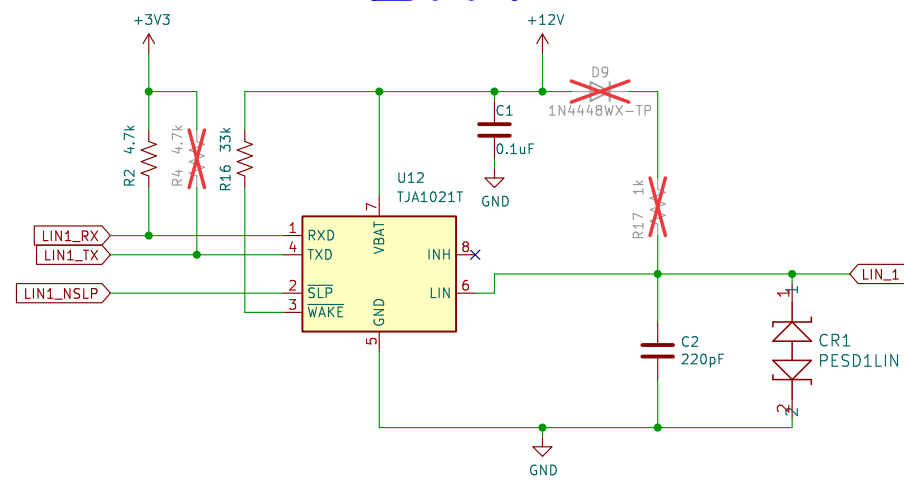 +3V3
+12V
D9
1N4448WX-TP
R2 4.7k
R4 4.7k
R16 33k
C1
0.1uF
GND
R17 1k
U12
TJA1021T
7
VBAT
LIN1_RX
1
RXD
LIN1_TX
4
TXD
INH
8
LIN1_NSLP
2
SLP
LIN
6
3
WAKE
GND
5
LIN_1
1
1
C2
220pF
CR1
PESD1LIN
2
2
GND